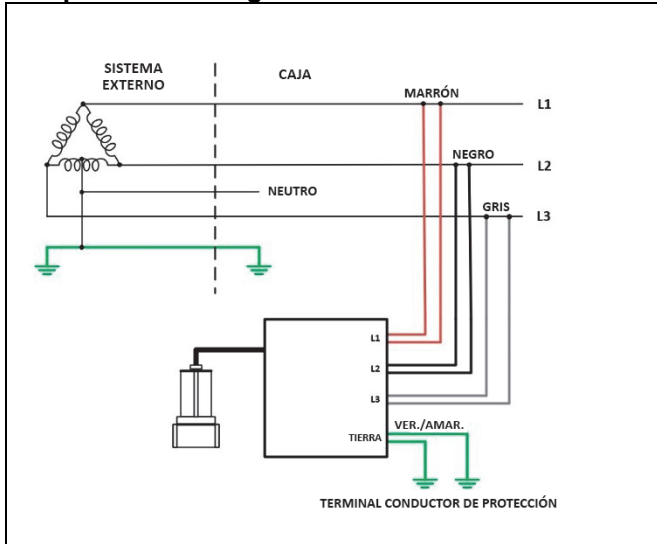 SISTEMA
EXTERNO
CAJA
MARRÓN
L1
NEGRO
L2
NEUTRO
GRIS
L3
L1
L2
L3
VER./AMAR.
TIERRA
TERMINAL CONDUCTOR DE PROTECCIÓN